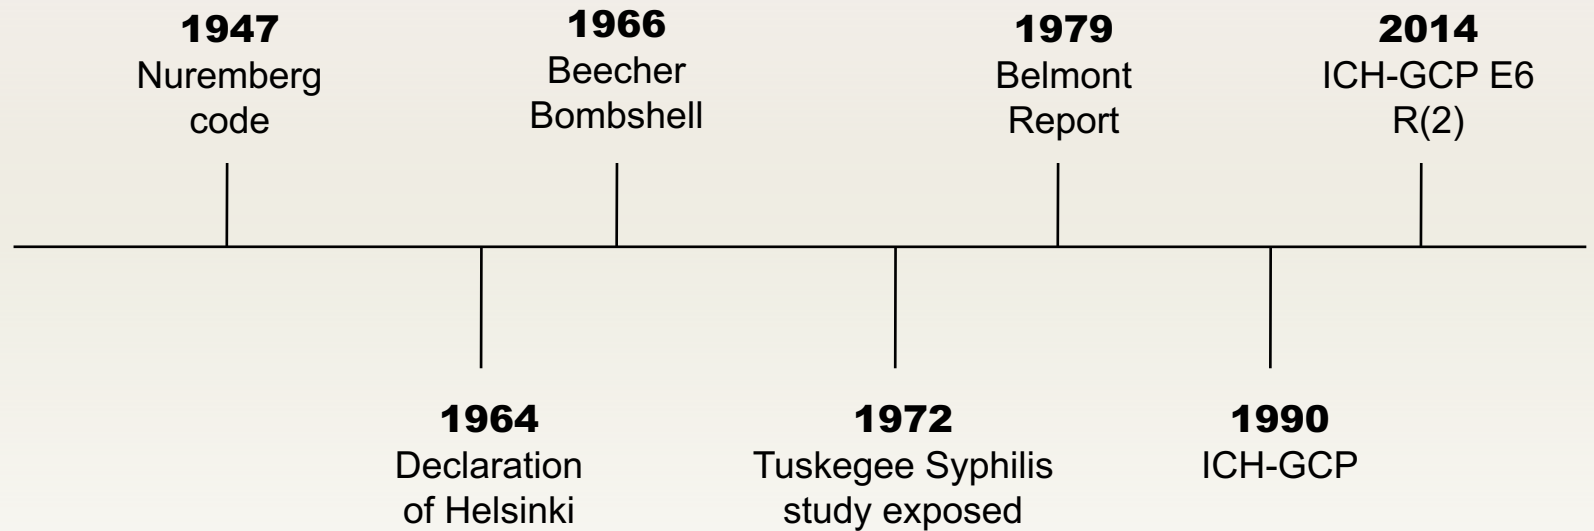 1947
Nuremberg
code
1966
Beecher
Bombshell
1979
Belmont
Report
2014
ICH-GCP E6
R(2)
1964
Declaration
of Helsinki
1972
Tuskegee Syphilis
study exposed
1990
ICH-GCP